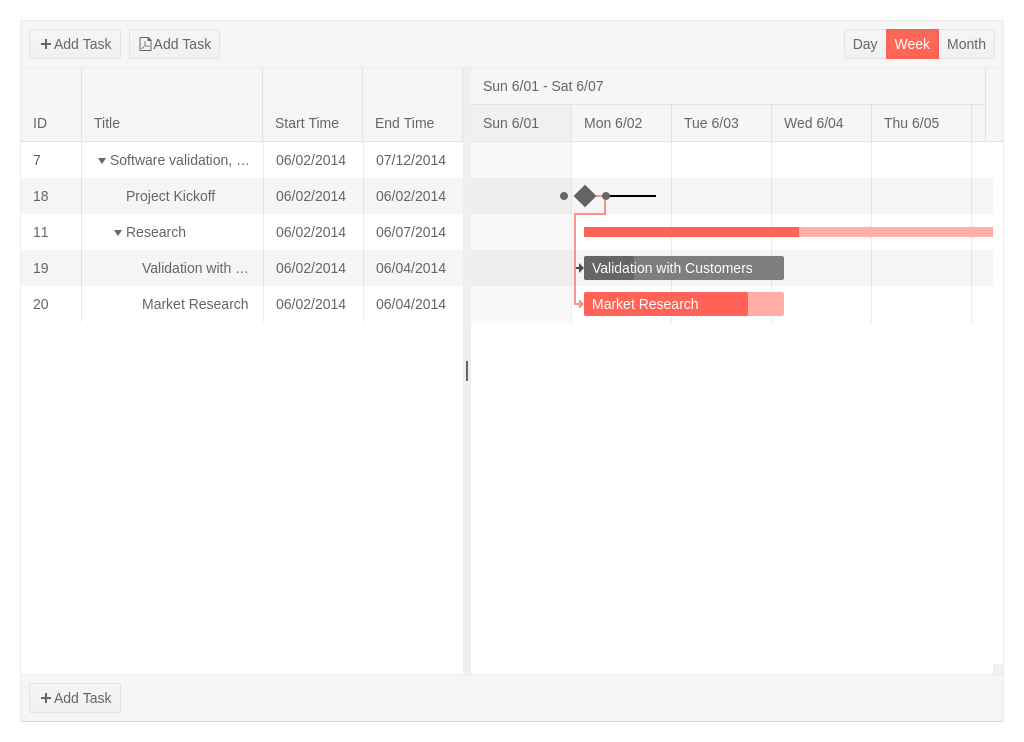 Add Task Add Task Day Week Month
Sun 6/01 - Sat 6/07
ID Title Start Time End Time Sun 6/01 Mon 6/02 Tue 6/03 Wed 6/04 Thu 6/05
7 Software validation, … 06/02/2014 07/12/2014
18 Project Kickoff 06/02/2014 06/02/2014
11 Research 06/02/2014 06/07/2014
19 Validation with … 06/02/2014 06/04/2014 Validation with Customers
20 Market Research 06/02/2014 06/04/2014 Market Research
Add Task